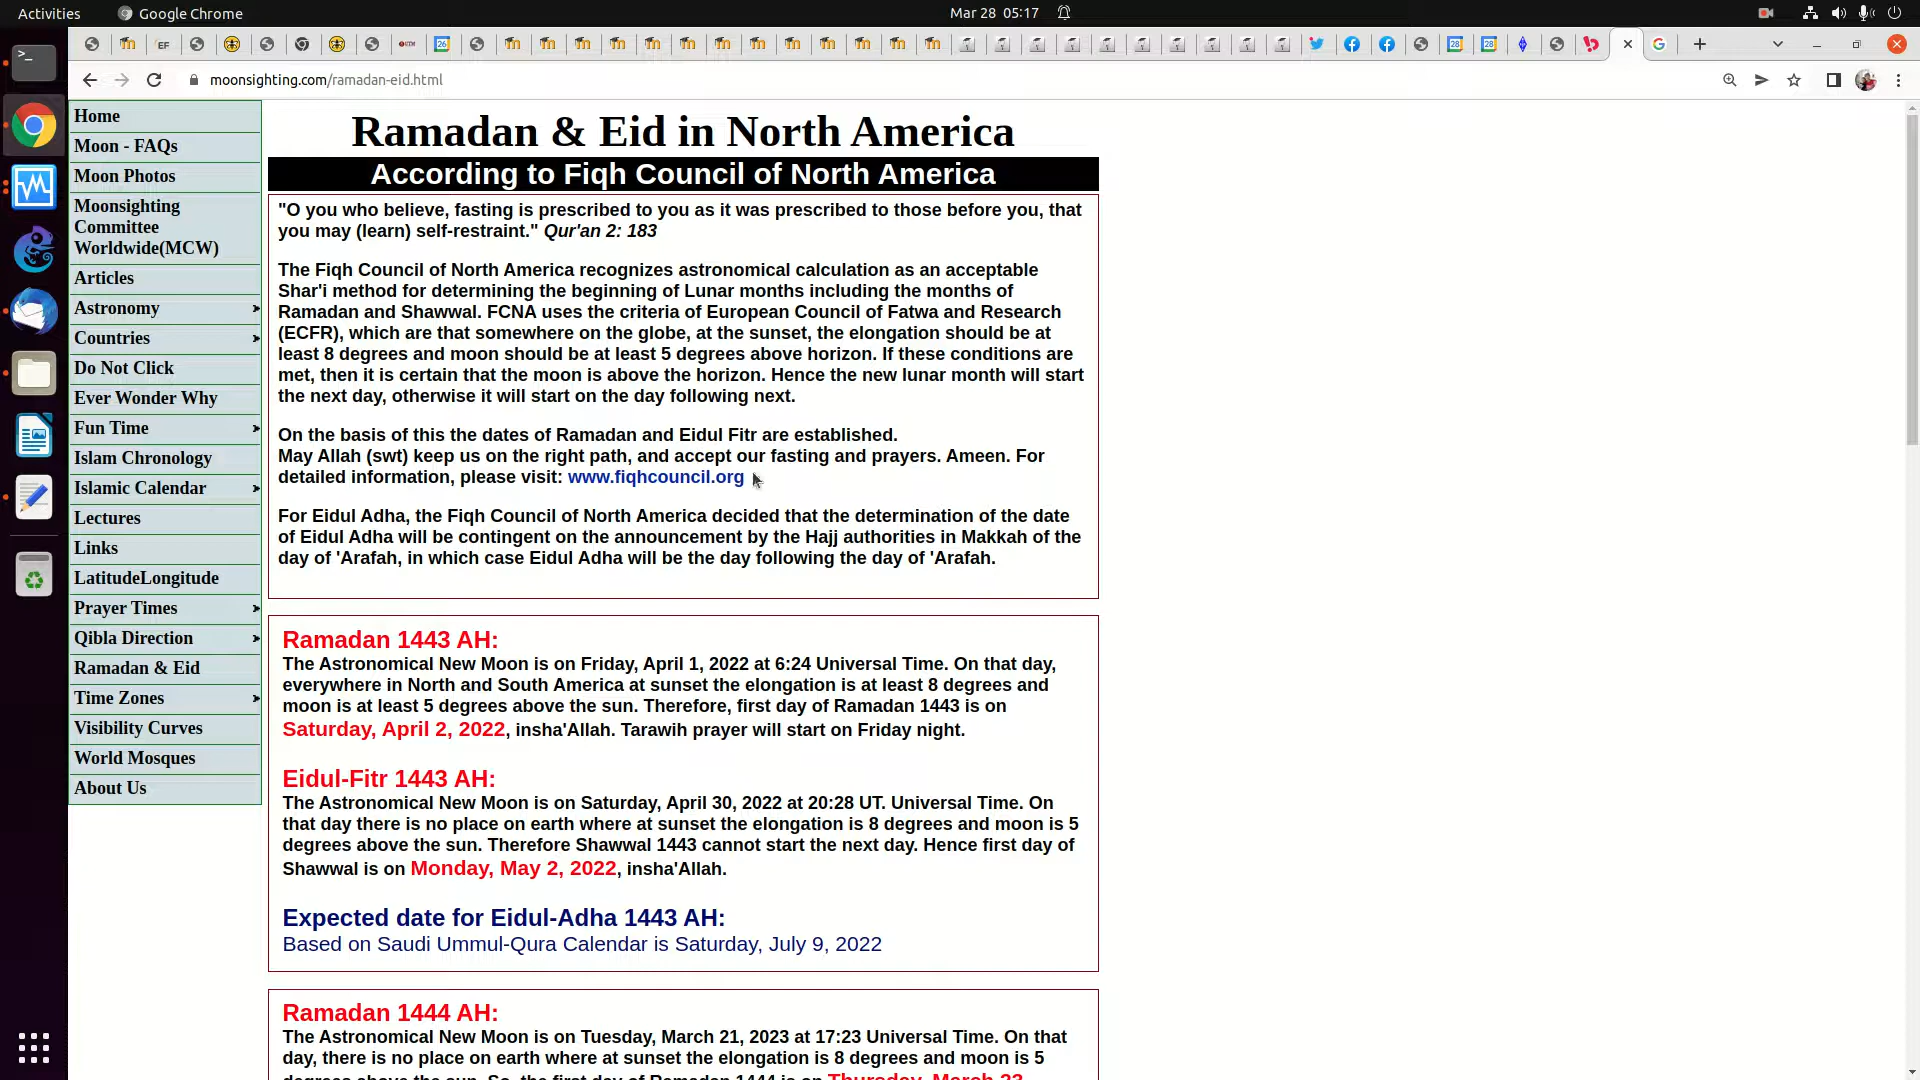 Activities
Google Chrome
Mar 28 05:17
moonsighting.com/ramadan-eid.html
Home
Moon - FAQs
Moon Photos
Moonsighting
Committee
Worldwide(MCW)
Articles
Astronomy
Countries
Do Not Click
Ever Wonder Why
Fun Time
Islam Chronology
Islamic Calendar
Lectures
Links
LatitudeLongitude
Prayer Times
Qibla Direction
Ramadan & Eid
Time Zones
Visibility Curves
World Mosques
About Us
Ramadan & Eid in North America
According to Fiqh Council of North America
"O you who believe, fasting is prescribed to you as it was prescribed to those before you, that
you may (learn) self-restraint." Qur'an 2: 183
The Fiqh Council of North America recognizes astronomical calculation as an acceptable
Shar'i method for determining the beginning of Lunar months including the months of
Ramadan and Shawwal. FCNA uses the criteria of European Council of Fatwa and Research
(ECFR), which are that somewhere on the globe, at the sunset, the elongation should be at
least 8 degrees and moon should be at least 5 degrees above horizon. If these conditions are
met, then it is certain that the moon is above the horizon. Hence the new lunar month will start
the next day, otherwise it will start on the day following next.
On the basis of this the dates of Ramadan and Eidul Fitr are established.
May Allah (swt) keep us on the right path, and accept our fasting and prayers. Ameen. For
detailed information, please visit: www.fiqhcouncil.org
For Eidul Adha, the Fiqh Council of North America decided that the determination of the date
of Eidul Adha will be contingent on the announcement by the Hajj authorities in Makkah of the
day of 'Arafah, in which case Eidul Adha will be the day following the day of 'Arafah.
Ramadan 1443 AH:
The Astronomical New Moon is on Friday, April 1, 2022 at 6:24 Universal Time. On that day,
everywhere in North and South America at sunset the elongation is at least 8 degrees and
moon is at least 5 degrees above the sun. Therefore, first day of Ramadan 1443 is on
Saturday, April 2, 2022, insha'Allah. Tarawih prayer will start on Friday night.
Eidul-Fitr 1443 AH:
The Astronomical New Moon is on Saturday, April 30, 2022 at 20:28 UT. Universal Time. On
that day there is no place on earth where at sunset the elongation is 8 degrees and moon is 5
degrees above the sun. Therefore Shawwal 1443 cannot start the next day. Hence first day of
Shawwal is on Monday, May 2, 2022, insha'Allah.
Expected date for Eidul-Adha 1443 AH:
Based on Saudi Ummul-Qura Calendar is Saturday, July 9, 2022
Ramadan 1444 AH:
The Astronomical New Moon is on Tuesday, March 21, 2023 at 17:23 Universal Time. On that
day, there is no place on earth where at sunset the elongation is 8 degrees and moon is 5
degrees above the sun. So, the first day of Ramadan 1444 is on Thursday, March 23